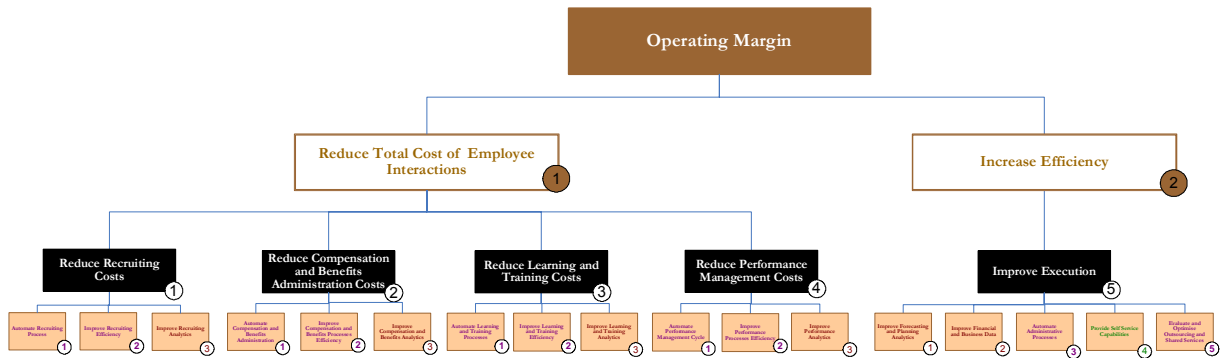 Operating Margin
Reduce Total Cost of Employee
Interactions
1
Increase Efficiency
2
Reduce Recruiting
Costs
1
Reduce Compensation
and Benefits
Administration Costs
2
Reduce Learning and
Training Costs
3
Reduce Performance
Management Costs
4
Improve Execution
5
Automate Recruiting
Process
1
Improve Recruiting
Efficiency
2
Improve Recruiting
Analytics
3
Automate
Compensation and
Benefits
Administration
1
Improve
Compensation and
Benefits Processes
Efficiency
2
Improve
Compensation and
Benefits Analytics
3
Automate Learning
and Training
Processes
1
Improve Learning and
Training Efficiency
2
Improve Learning and
Training Analytics
3
Automate
Performance
Management Cycle
1
Improve
Performance
Processes Efficiency
2
Improve
Performance Analytics
3
Improve Forecasting
and Planning
Analytics
1
Improve Financial
and Business Data
2
Automate
Administrative
Processes
3
Provide Self Service
Capabilities
4
Evaluate and
Optimize
Outsourcing and
Shared Services
5